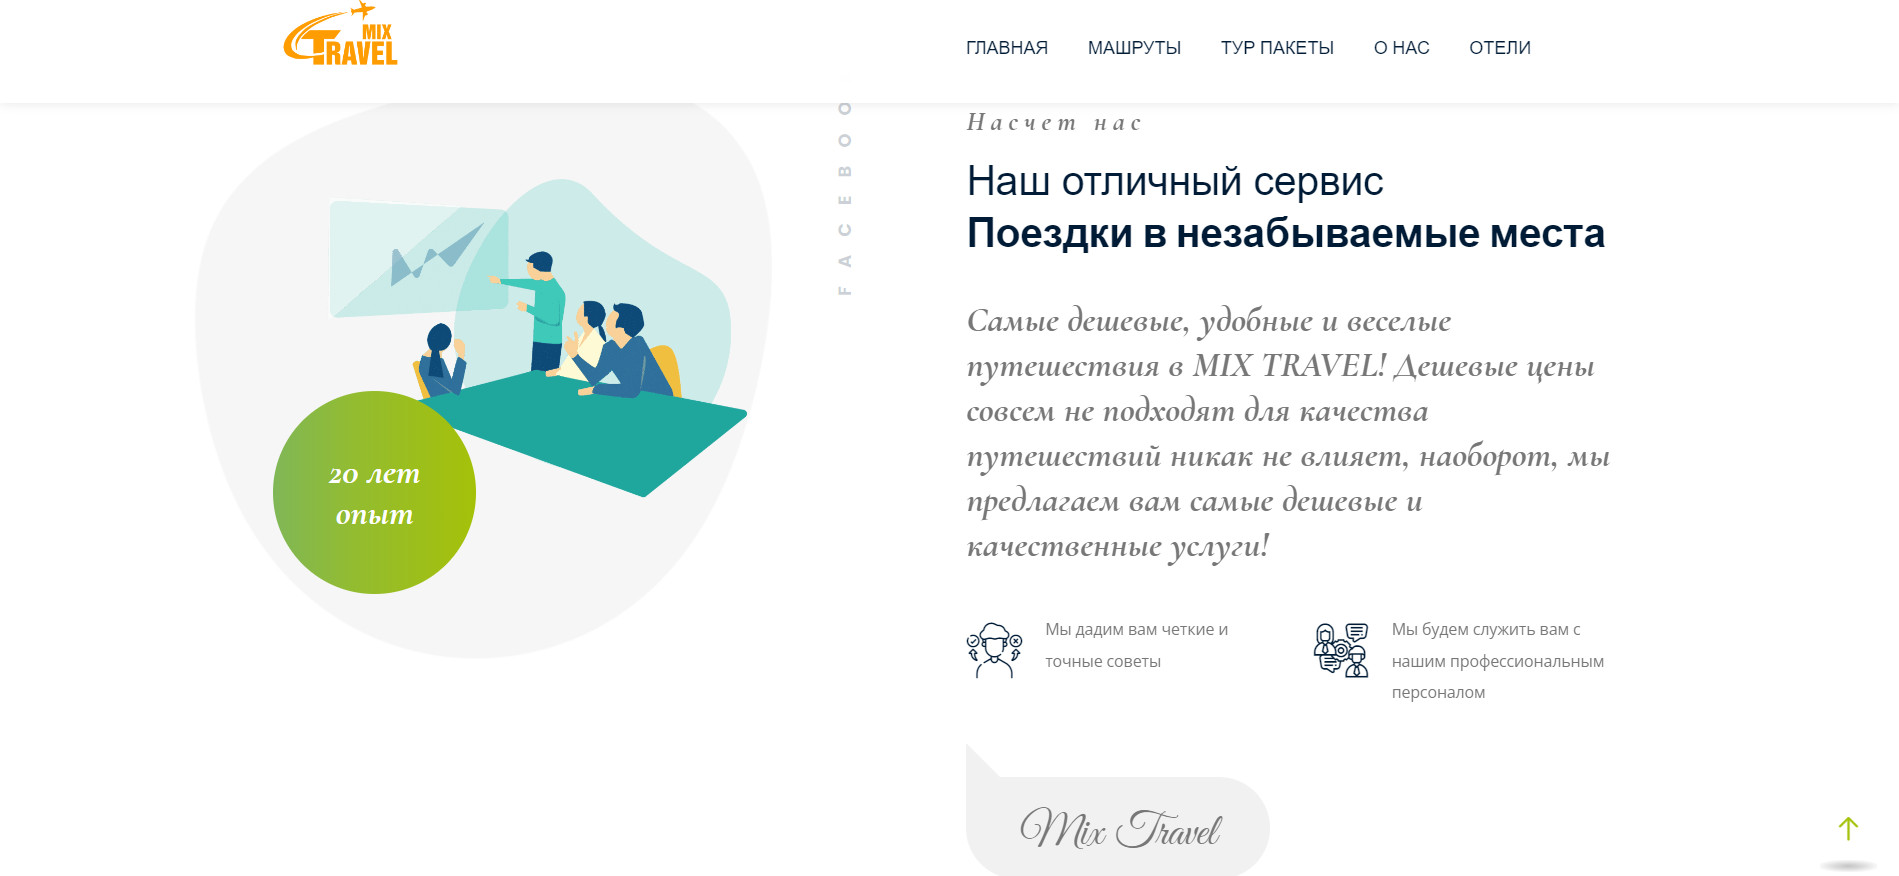 MIX
TRAVEL
ГЛАВНАЯ МАШРУТЫ ТУР ПАКЕТЫ О НАС ОТЕЛИ
FACEBOO
20 лет
опыт
Насчет нас
Наш отличный сервис
Поездки в незабываемые места
Самые дешевые, удобные и веселые
путешествия в MIX TRAVEL! Дешевые цены
совсем не подходят для качества
путешествий никак не влияет, наоборот, мы
предлагаем вам самые дешевые и
качественные услуги!
Мы дадим вам четкие и
точные советы
Мы будем служить вам с
нашим профессиональным
персоналом
Mix Travel